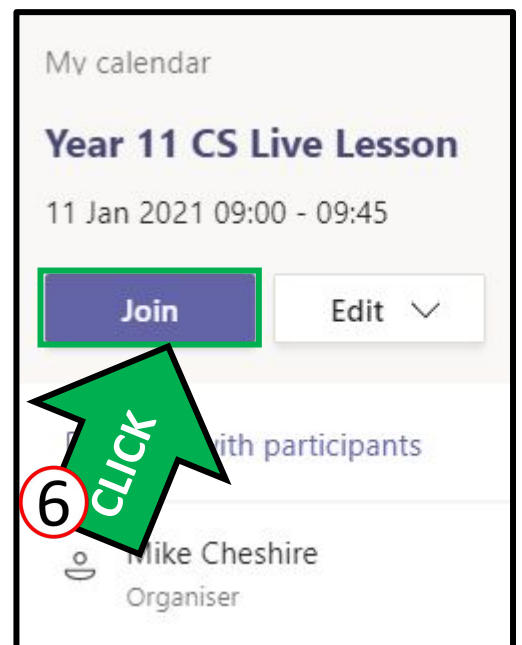 My calendar
Year 11 CS Live Lesson
11 Jan 2021 09:00 - 09:45
Join Edit
with participants
CLICK
6
Mike Cheshire
Organiser